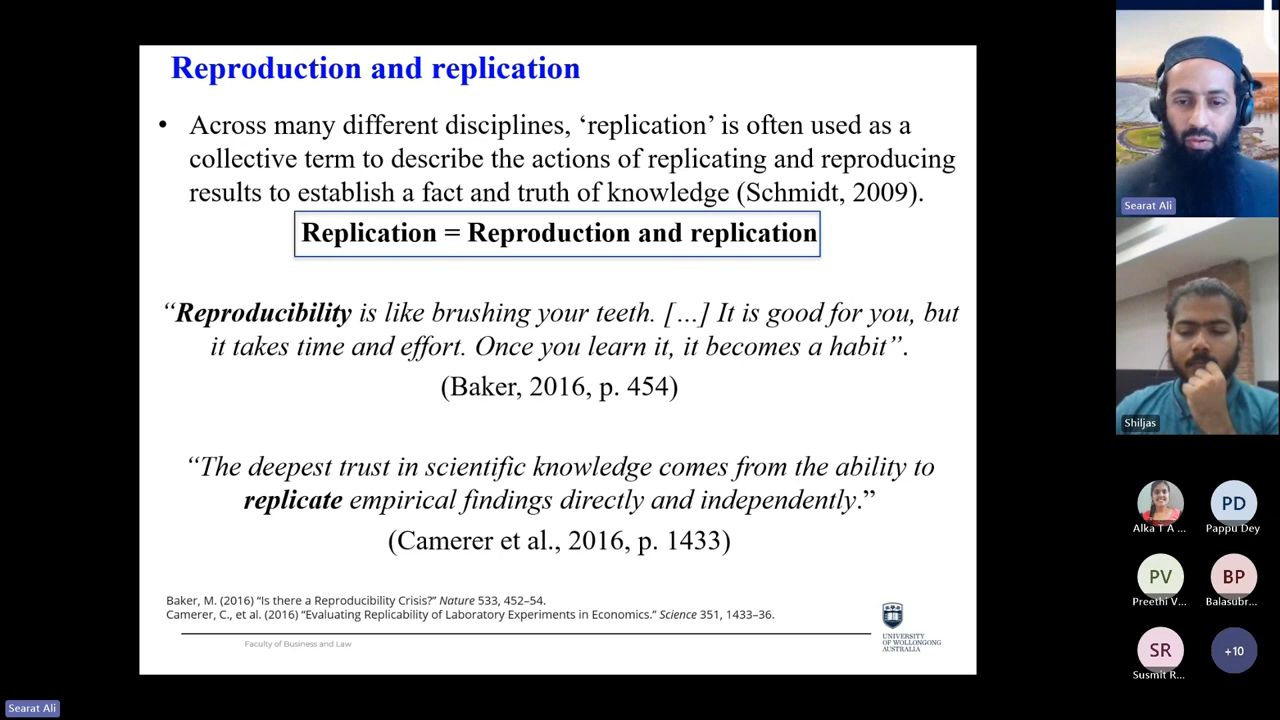 Reproduction and replication
• Across many different disciplines, ‘replication’ is often used as a
collective term to describe the actions of replicating and reproducing
results to establish a fact and truth of knowledge (Schmidt, 2009).
Replication = Reproduction and replication
“Reproducibility is like brushing your teeth. […] It is good for you, but
it takes time and effort. Once you learn it, it becomes a habit”.
(Baker, 2016, p. 454)
“The deepest trust in scientific knowledge comes from the ability to
replicate empirical findings directly and independently.”
(Camerer et al., 2016, p. 1433)
Baker, M. (2016) “Is there a Reproducibility Crisis?” Nature 533, 452–54.
Camerer, C., et al. (2016) “Evaluating Replicability of Laboratory Experiments in Economics.” Science 351, 1433–36.
Faculty of Business and Law
UNIVERSITY
OF WOLLONGONG
AUSTRALIA
Searat Ali
Shiljas
Alka T A ...
PD
Pappu Dey
PV
Preethi V...
BP
Balasubr...
SR
Susmit R...
+10
Searat Ali